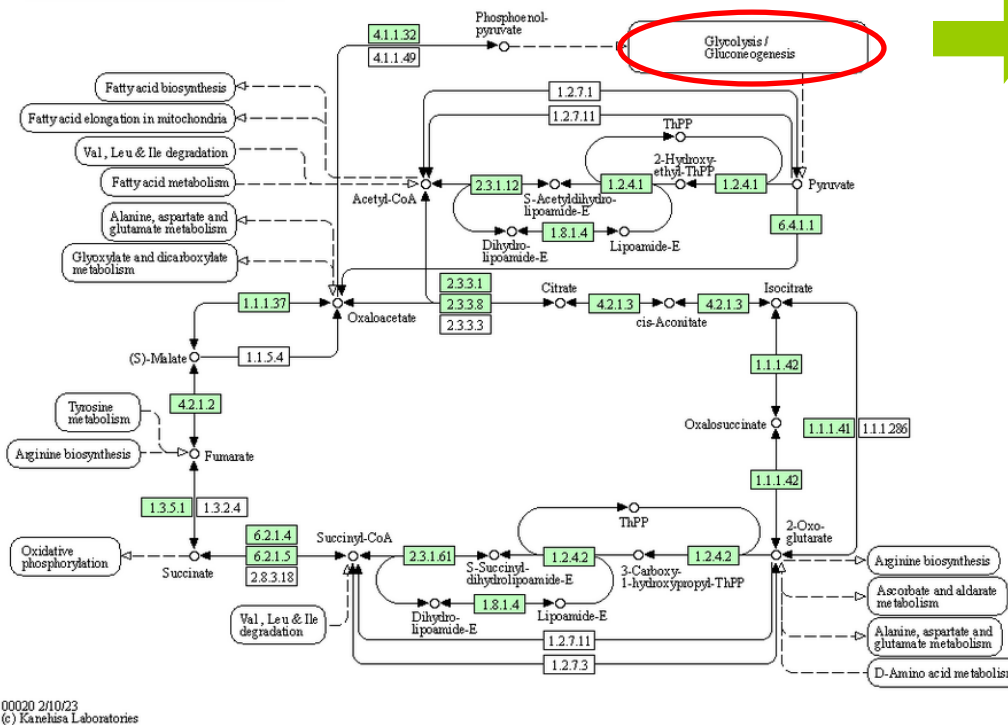 Phosphoenol-
pyruvate
4.1.1.32
4.1.1.49
Glycolysis /
Gluconeogenesis
Fatty acid biosynthesis
Fatty acid elongation in mitochondria
Val, Leu & Ile degradation
Fatty acid metabolism
Alanine, aspartate and
glutamate metabolism
Glyoxylate and dicarboxylate
metabolism
1.2.7.1
1.2.7.11
ThPP
2-Hydroxy-
ethyl-ThPP
Acetyl-CoA
2.3.1.12
S-Acetyldihydro-
lipoamide-E
1.2.4.1
1.2.4.1
Pyruvate
Dihydro-
lipoamide-E
1.8.1.4
Lipoamide-E
6.4.1.1
1.1.1.37
Oxaloacetate
2.3.3.1
2.3.3.8
2.3.3.3
Citrate
4.2.1.3
cis-Aconitate
4.2.1.3
Isocitrate
(S)-Malate
1.1.5.4
1.1.1.42
4.2.1.2
Tyrosine
metabolism
Arginine biosynthesis
Fumarate
Oxalosuccinate
1.1.1.41
1.1.1.286
1.1.1.42
1.3.5.1
1.3.2.4
Oxidative
phosphorylation
Succinate
6.2.1.4
6.2.1.5
2.8.3.18
Succinyl-CoA
2.3.1.61
S-Succinyl-
dihydrolipoamide-E
ThPP
1.2.4.2
3-Carboxy-
1-hydroxypropyl-ThPP
1.2.4.2
2-Oxo-
glutarate
Val, Leu & Ile
degradation
Dihydro-
lipoamide-E
1.8.1.4
Lipoamide-E
1.2.7.11
1.2.7.3
Arginine biosynthesis
Ascorbate and aldarate
metabolism
Alanine, aspartate and
glutamate metabolism
D-Amino acid metabolism
00020 2/10/23
(c) Kanehisa Laboratories